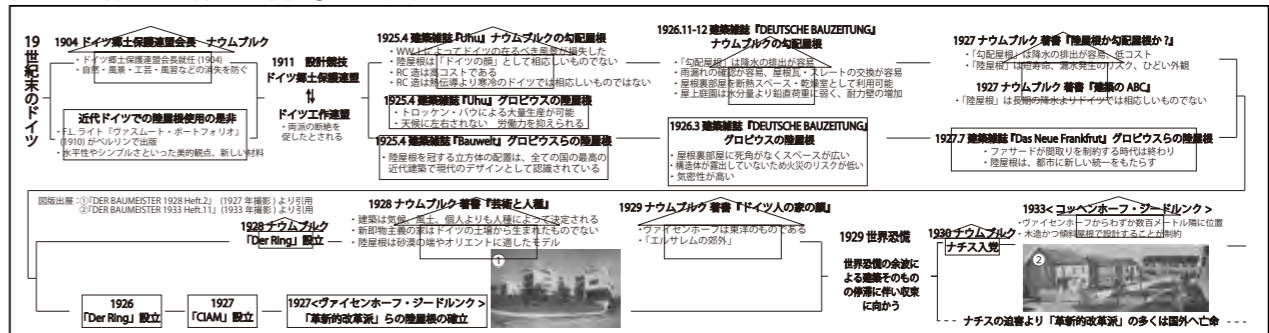 19世紀末のドイツ
1904 ドイツ郷土保護連盟会長　ナウムブルク
・ドイツ郷土保護連盟会長就任 (1904)
・自然・風景・工芸・風習などの消失を防ぐ
近代ドイツでの陸屋根使用の是非
・F.L. ライト『ヴァスムート・ポートフォリオ』
(1910) がベルリンで出版
・水平性やシンプルさといった美的観点、新しい材料
1911　設計競技
ドイツ郷土保護連盟
⇅
ドイツ工作連盟
・両派の断絶を
促したとされる
1925.4 建築雑誌『Uhu』ナウムブルクの勾配屋根
・WWⅠによってドイツの在るべき風景が損失した
・陸屋根は「ドイツの顔」として相応しいものでない
・RC 造は高コストである
・RC 造は熱伝導より寒冷のドイツでは相応しいものではない
1925.4 建築雑誌『Uhu』グロピウスの陸屋根
・トロッケン・バウによる大量生産が可能
・天候に左右されない　労働力を抑えられる
1925.4 建築雑誌『Bauwelt』グロピウスらの陸屋根
・陸屋根を冠する立方体の配置は、全ての国の最高の
近代建築で現代のデザインとして認識されている
1926.11-12 建築雑誌『DEUTSCHE BAUZEITUNG』
ナウムブルクの勾配屋根
・「勾配屋根」は降水の排出が容易
・雨漏れの確認が容易、屋根瓦・スレートの交換が容易
・屋根裏部屋を断熱スペース・乾燥室として利用可能
・屋上庭園は水分量より鉛直荷重に弱く、耐力壁の増加
1926.3 建築雑誌『DEUTSCHE BAUZEITUNG』
グロピウスらの陸屋根
・屋根裏部屋に死角がなくスペースが広い
・構造体が露出していないため火災のリスクが低い
・気密性が高い
1927 ナウムブルク 著書『陸屋根か勾配屋根か？』
・「勾配屋根」は降水の排出が容易、低コスト
・「陸屋根」は短寿命、漏水発生のリスク、ひどい外観
1927 ナウムブルク 著書『建築の ABC』
・「陸屋根」は長期の降水よりドイツでは相応しいものでない
1927.7 建築雑誌『Das Neue Frankfrut』グロピウスらの陸屋根
・ファサードが間取りを制約する時代は終わり
・陸屋根は、都市に新しい統一をもたらす
図版出展：①『DER BAUMEISTER 1928 Heft.2』 (1927 年撮影) より引用
②『DER BAUMEISTER 1933 Heft.11』(1933 年撮影) より引用
1928 ナウムブルク
「Der Ring」設立
1928 ナウムブルク 著書『芸術と人種』
・建築は気候、風土、個人よりも人種によって決定される
・新即物主義の家はドイツの土壌から生まれたものでない
・陸屋根は砂漠の端やオリエントに適したモデル
①
1926
「Der Ring」設立
1927
「CIAM」設立
1927<ヴァイセンホーフ・ジードルンク >
「革新的改革派」らの陸屋根の確立
1929 ナウムブルク 著書『ドイツ人の家の顔』
・ヴァイセンホーフは東洋のものである
・「エルサレムの郊外」
1929 世界恐慌
世界恐慌の余波に
よる建築そのもの
の停滞に伴い収束
に向かう
1930 ナウムブルク
ナチス入党
1933< コッヘンホーフ・ジードルンク >
・ヴァイセンホーフからわずか数百メートル隣に位置
・木造かつ傾斜屋根で設計することが制約
②
ナチスの迫害より「革新的改革派」の多くは国外へ亡命